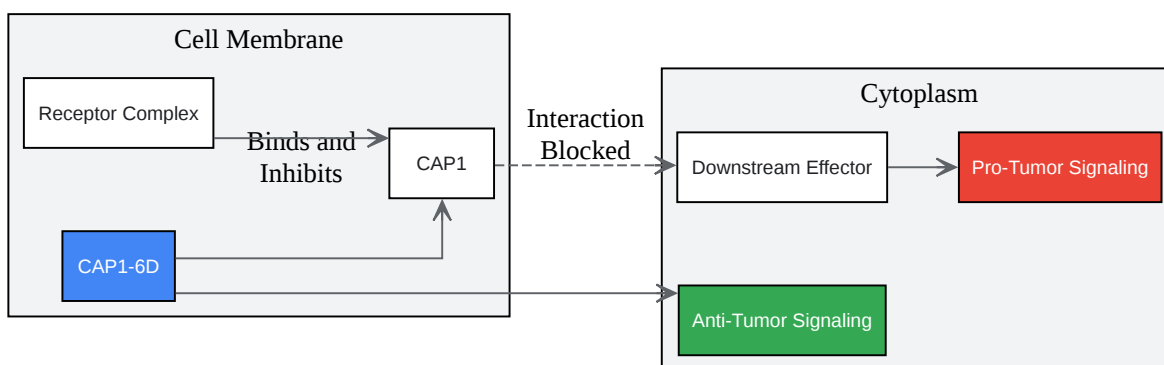 Cell Membrane
Receptor Complex
Binds and
Inhibits
CAP1
CAP1-6D
Interaction
Blocked
Cytoplasm
Downstream Effector
Pro-Tumor Signaling
Anti-Tumor Signaling